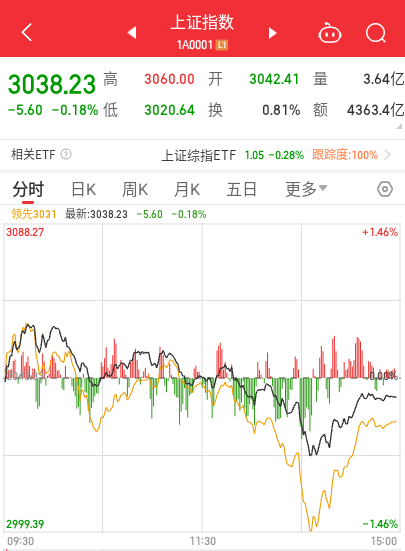 上证指数
1A0001 L1
3038.23 高 3060.00 开 3042.41 量 3.64亿
-5.60 -0.18% 低 3020.64 换 0.81% 额 4363.4亿
相关ETF ? 上证综指ETF 1.05 -0.28% 跟踪度:100%
分时 日K 周K 月K 五日 更多
领先3031 最新:3038.23 -5.60 -0.18%
3088.27 +1.46%
0.00%
2999.39 -1.46%
09:30 11:30 15:00